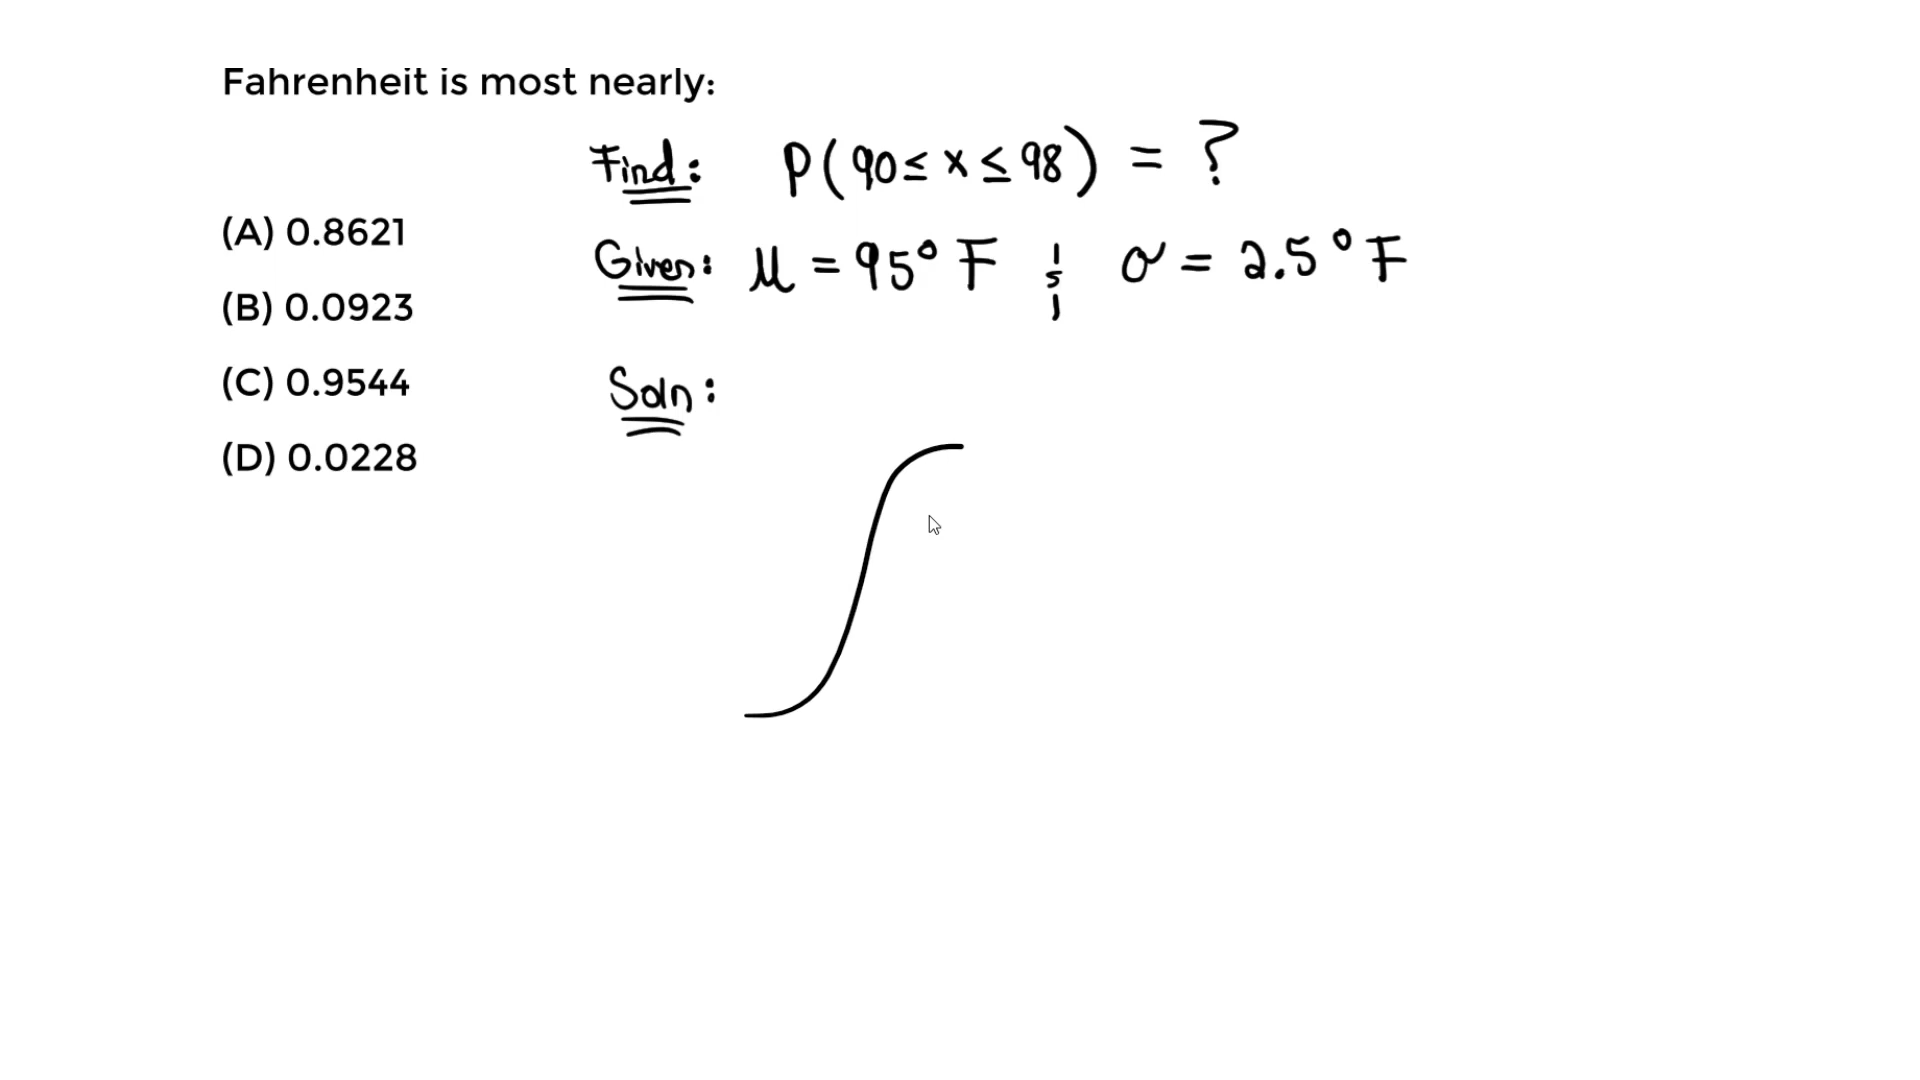 Fahrenheit is most nearly:
Find: P(90 ≤ x ≤ 98) = ?
(A) 0.8621
Given: μ = 95° F & σ = 2.5° F
(B) 0.0923
(C) 0.9544
Soln:
(D) 0.0228